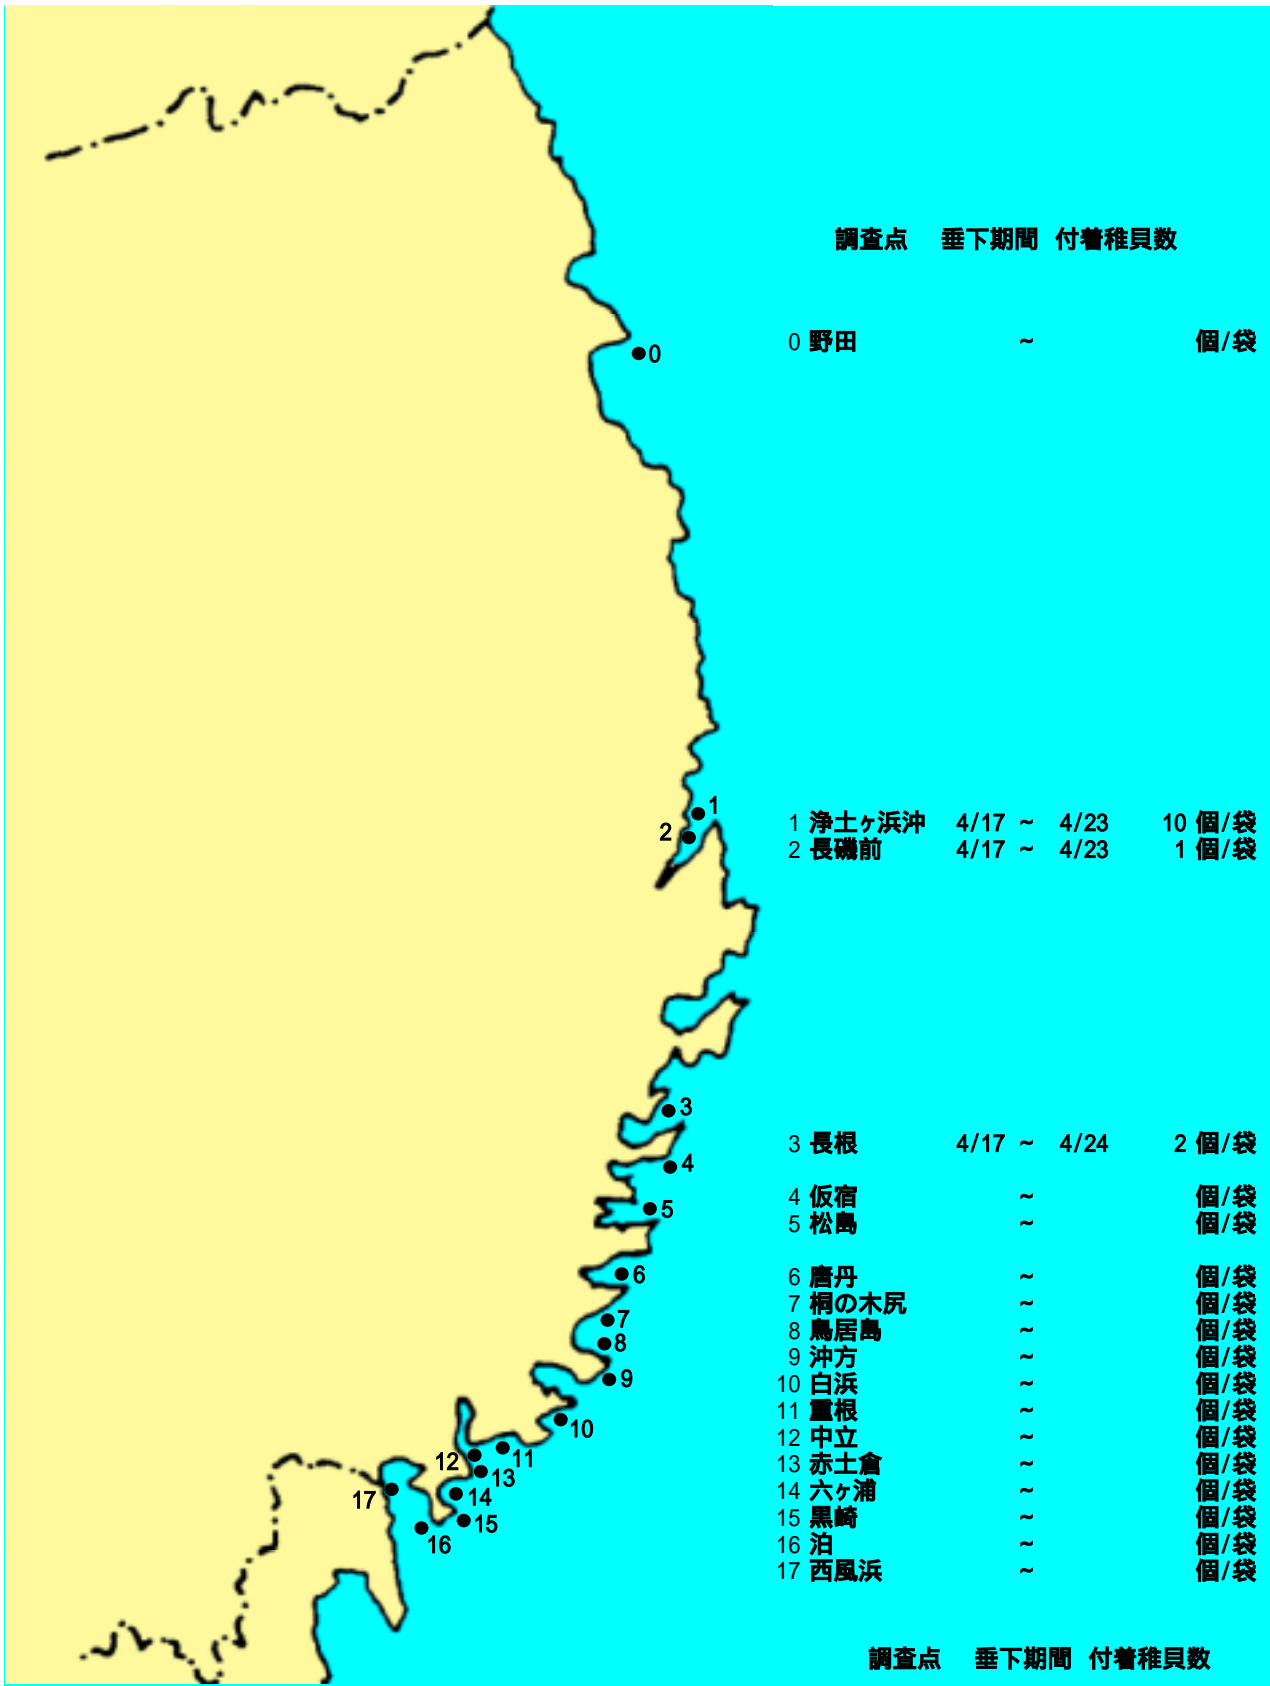 調査点 垂下期間 付着稚貝数
0 野田 ~ 個/袋
0
1
2
1 浄土ヶ浜沖 4/17 ~ 4/23 10 個/袋
2 長磯前 4/17 ~ 4/23 1 個/袋
3
3 長根 4/17 ~ 4/24 2 個/袋
4
4 仮宿 ~ 個/袋
5
5 松島 ~ 個/袋
6
6 唐丹 ~ 個/袋
7 桐の木尻 ~ 個/袋
7
8 鳥居島 ~ 個/袋
8
9 沖方 ~ 個/袋
9
10 白浜 ~ 個/袋
11 重根 ~ 個/袋
10
12 中立 ~ 個/袋
11
12
13 赤土倉 ~ 個/袋
13
14 六ヶ浦 ~ 個/袋
14
17
15 黒崎 ~ 個/袋
15
16 泊 ~ 個/袋
16
17 西風浜 ~ 個/袋
調査点 垂下期間 付着稚貝数